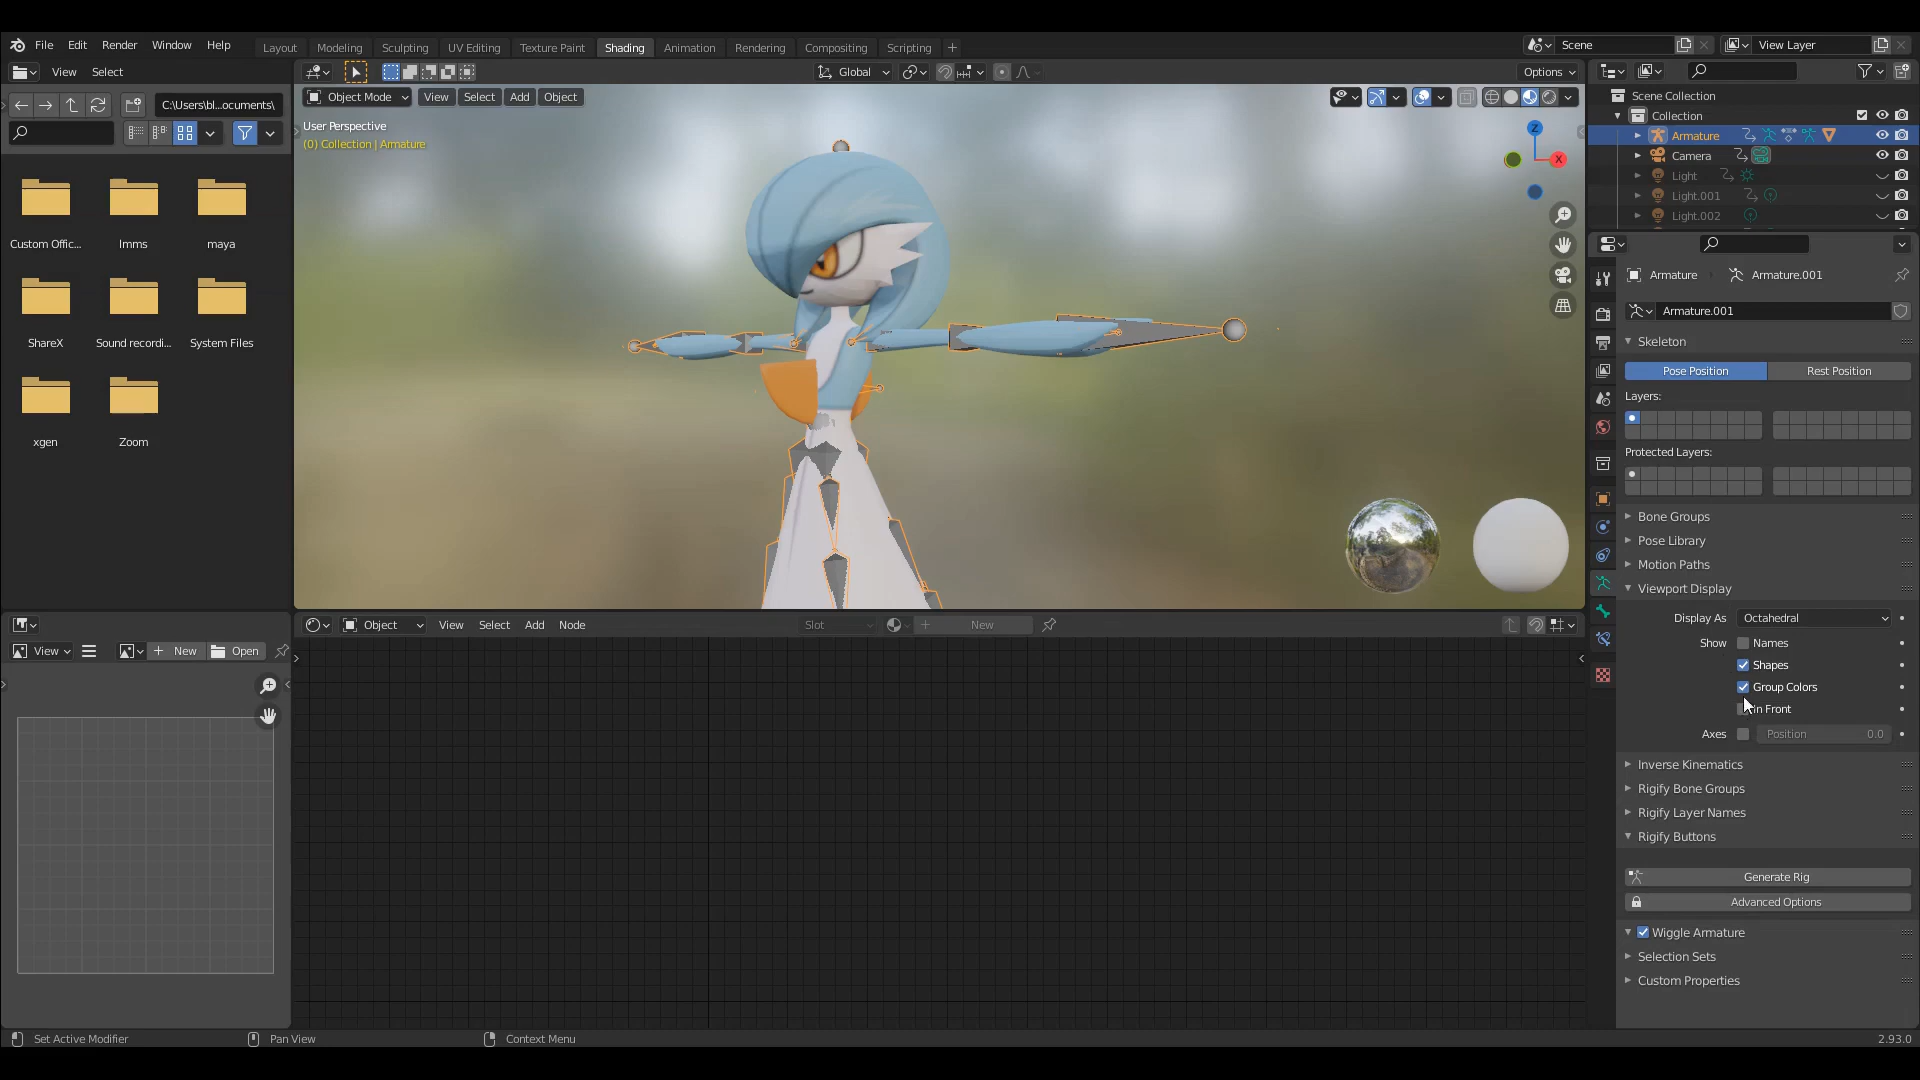 File Edit Render Window Help
Layout Modeling Sculpting UV Editing Texture Paint Shading Animation Rendering Compositing Scripting
Scene
View Layer
View Select
Global
Options
C:\Users\bl...ocuments\
Object Mode View Select Add Object
User Perspective
(0) Collection | Armature
Z
X
Custom Offic...
lmms
maya
ShareX
Sound recordi...
System Files
xgen
Zoom
Scene Collection
Collection
Armature
Camera
Light
Light.001
Light.002
Armature
Armature.001
Armature.001
Skeleton
Pose Position
Rest Position
Layers:
Protected Layers:
Bone Groups
Pose Library
Motion Paths
Viewport Display
Display As Octahedral
Show Names
Shapes
Group Colors
In Front
Axes Position 0.0
Inverse Kinematics
Rigify Bone Groups
Rigify Layer Names
Rigify Buttons
Generate Rig
Advanced Options
Wiggle Armature
Selection Sets
Custom Properties
Object View Select Add Node
Slot
New
View
New
Open
Set Active Modifier
Pan View
Context Menu
2.93.0